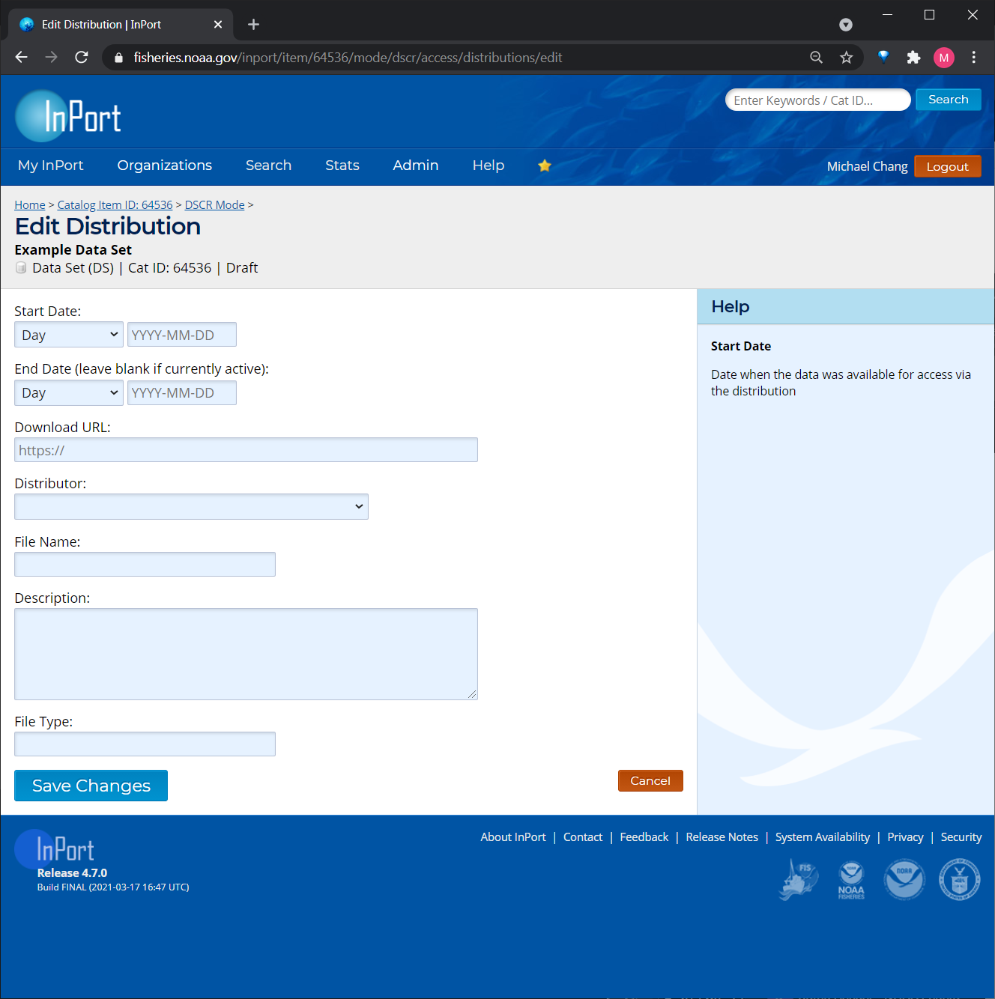 Edit Distribution | InPort
fisheries.noaa.gov/inport/item/64536/mode/dscr/access/distributions/edit
M
InPort
Enter Keywords / Cat ID...
Search
My InPort
Organizations
Search
Stats
Admin
Help
Michael Chang
Logout
Home > Catalog Item ID: 64536 > DSCR Mode >
Edit Distribution
Example Data Set
Data Set (DS) | Cat ID: 64536 | Draft
Start Date:
Day
YYYY-MM-DD
End Date (leave blank if currently active):
Day
YYYY-MM-DD
Download URL:
https://
Distributor:
File Name:
Description:
File Type:
Save Changes
Cancel
Help
Start Date
Date when the data was available for access via
the distribution
InPort
Release 4.7.0
Build FINAL (2021-03-17 16:47 UTC)
About InPort | Contact | Feedback | Release Notes | System Availability | Privacy | Security
FIS
NOAA
FISHERIES
NOAA